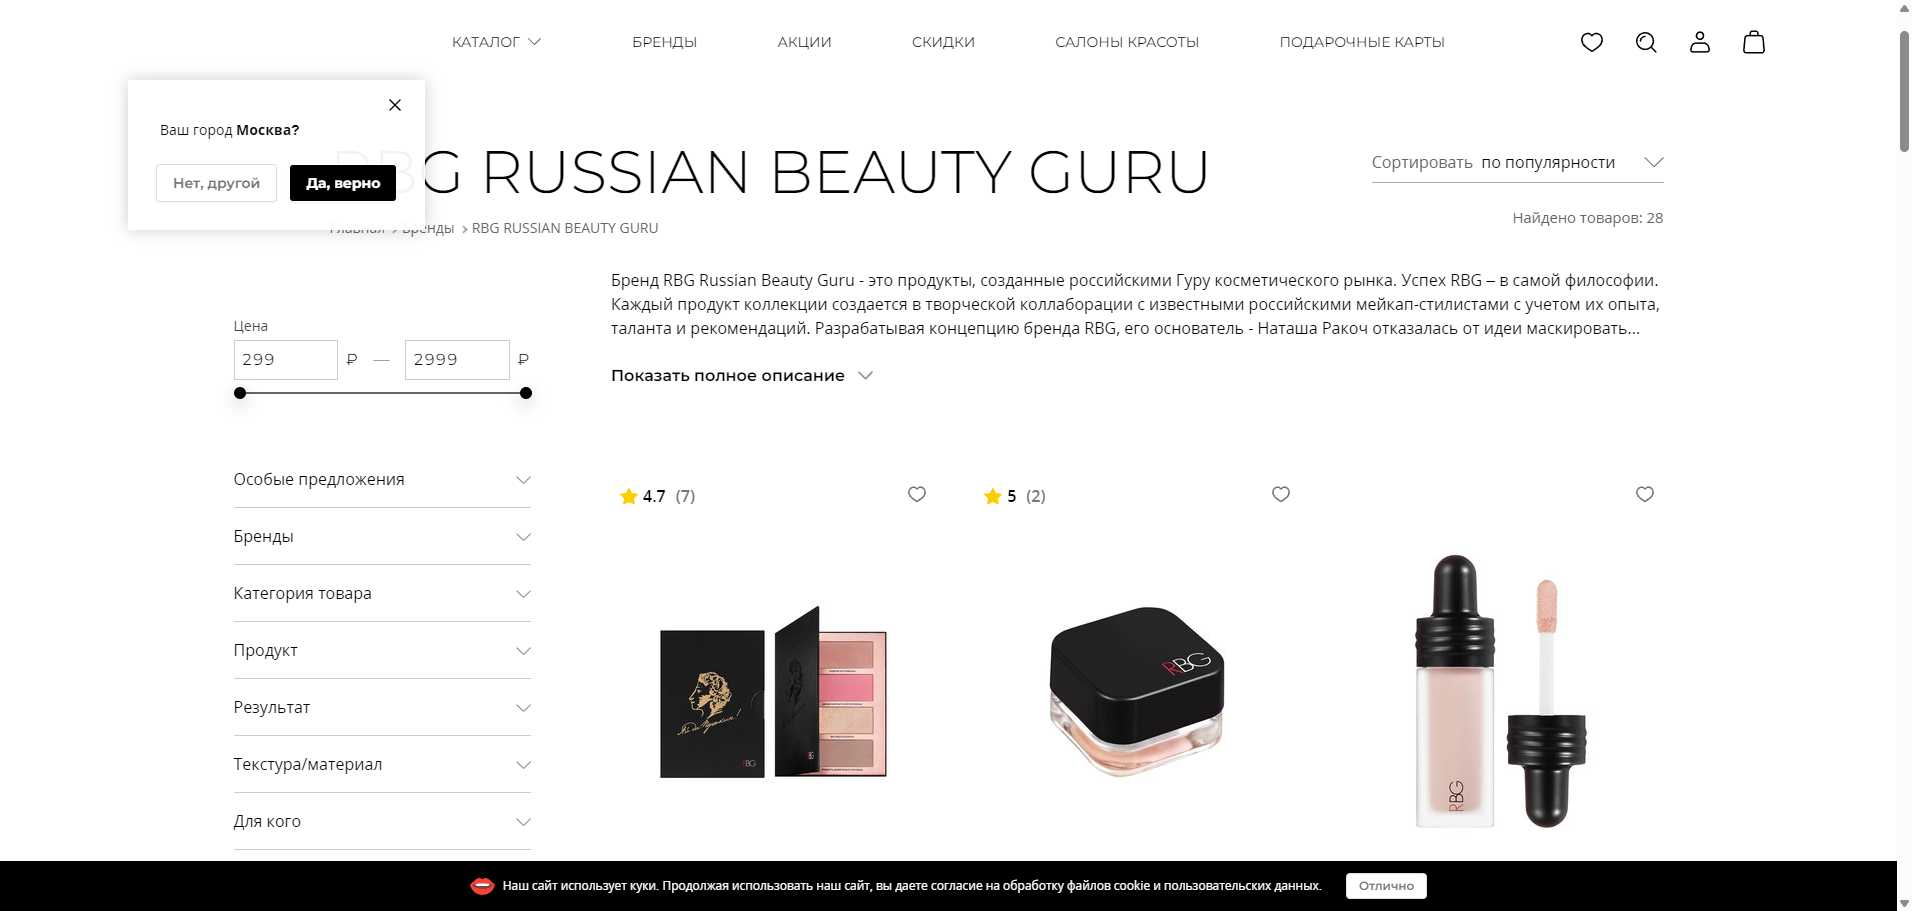 КАТАЛОГ
БРЕНДЫ
АКЦИИ
СКИДКИ
САЛОНЫ КРАСОТЫ
ПОДАРОЧНЫЕ КАРТЫ
Ваш город Москва?
Нет, другой
Да, верно
RBG RUSSIAN BEAUTY GURU
Сортировать по популярности
Главная > Бренды > RBG RUSSIAN BEAUTY GURU
Найдено товаров: 28
Бренд RBG Russian Beauty Guru - это продукты, созданные российскими Гуру косметического рынка. Успех RBG – в самой философии.
Каждый продукт коллекции создается в творческой коллаборации с известными российскими мейкап-стилистами с учетом их опыта,
таланта и рекомендаций. Разрабатывая концепцию бренда RBG, его основатель - Наташа Ракоч отказалась от идеи маскировать...
Показать полное описание
Цена
299 ₽ — 2999 ₽
Особые предложения
Бренды
Категория товара
Продукт
Результат
Текстура/материал
Для кого
4.7 (7)
5 (2)
RBG
RBG
RBG
Наш сайт использует куки. Продолжая использовать наш сайт, вы даете согласие на обработку файлов cookie и пользовательских данных.
Отлично